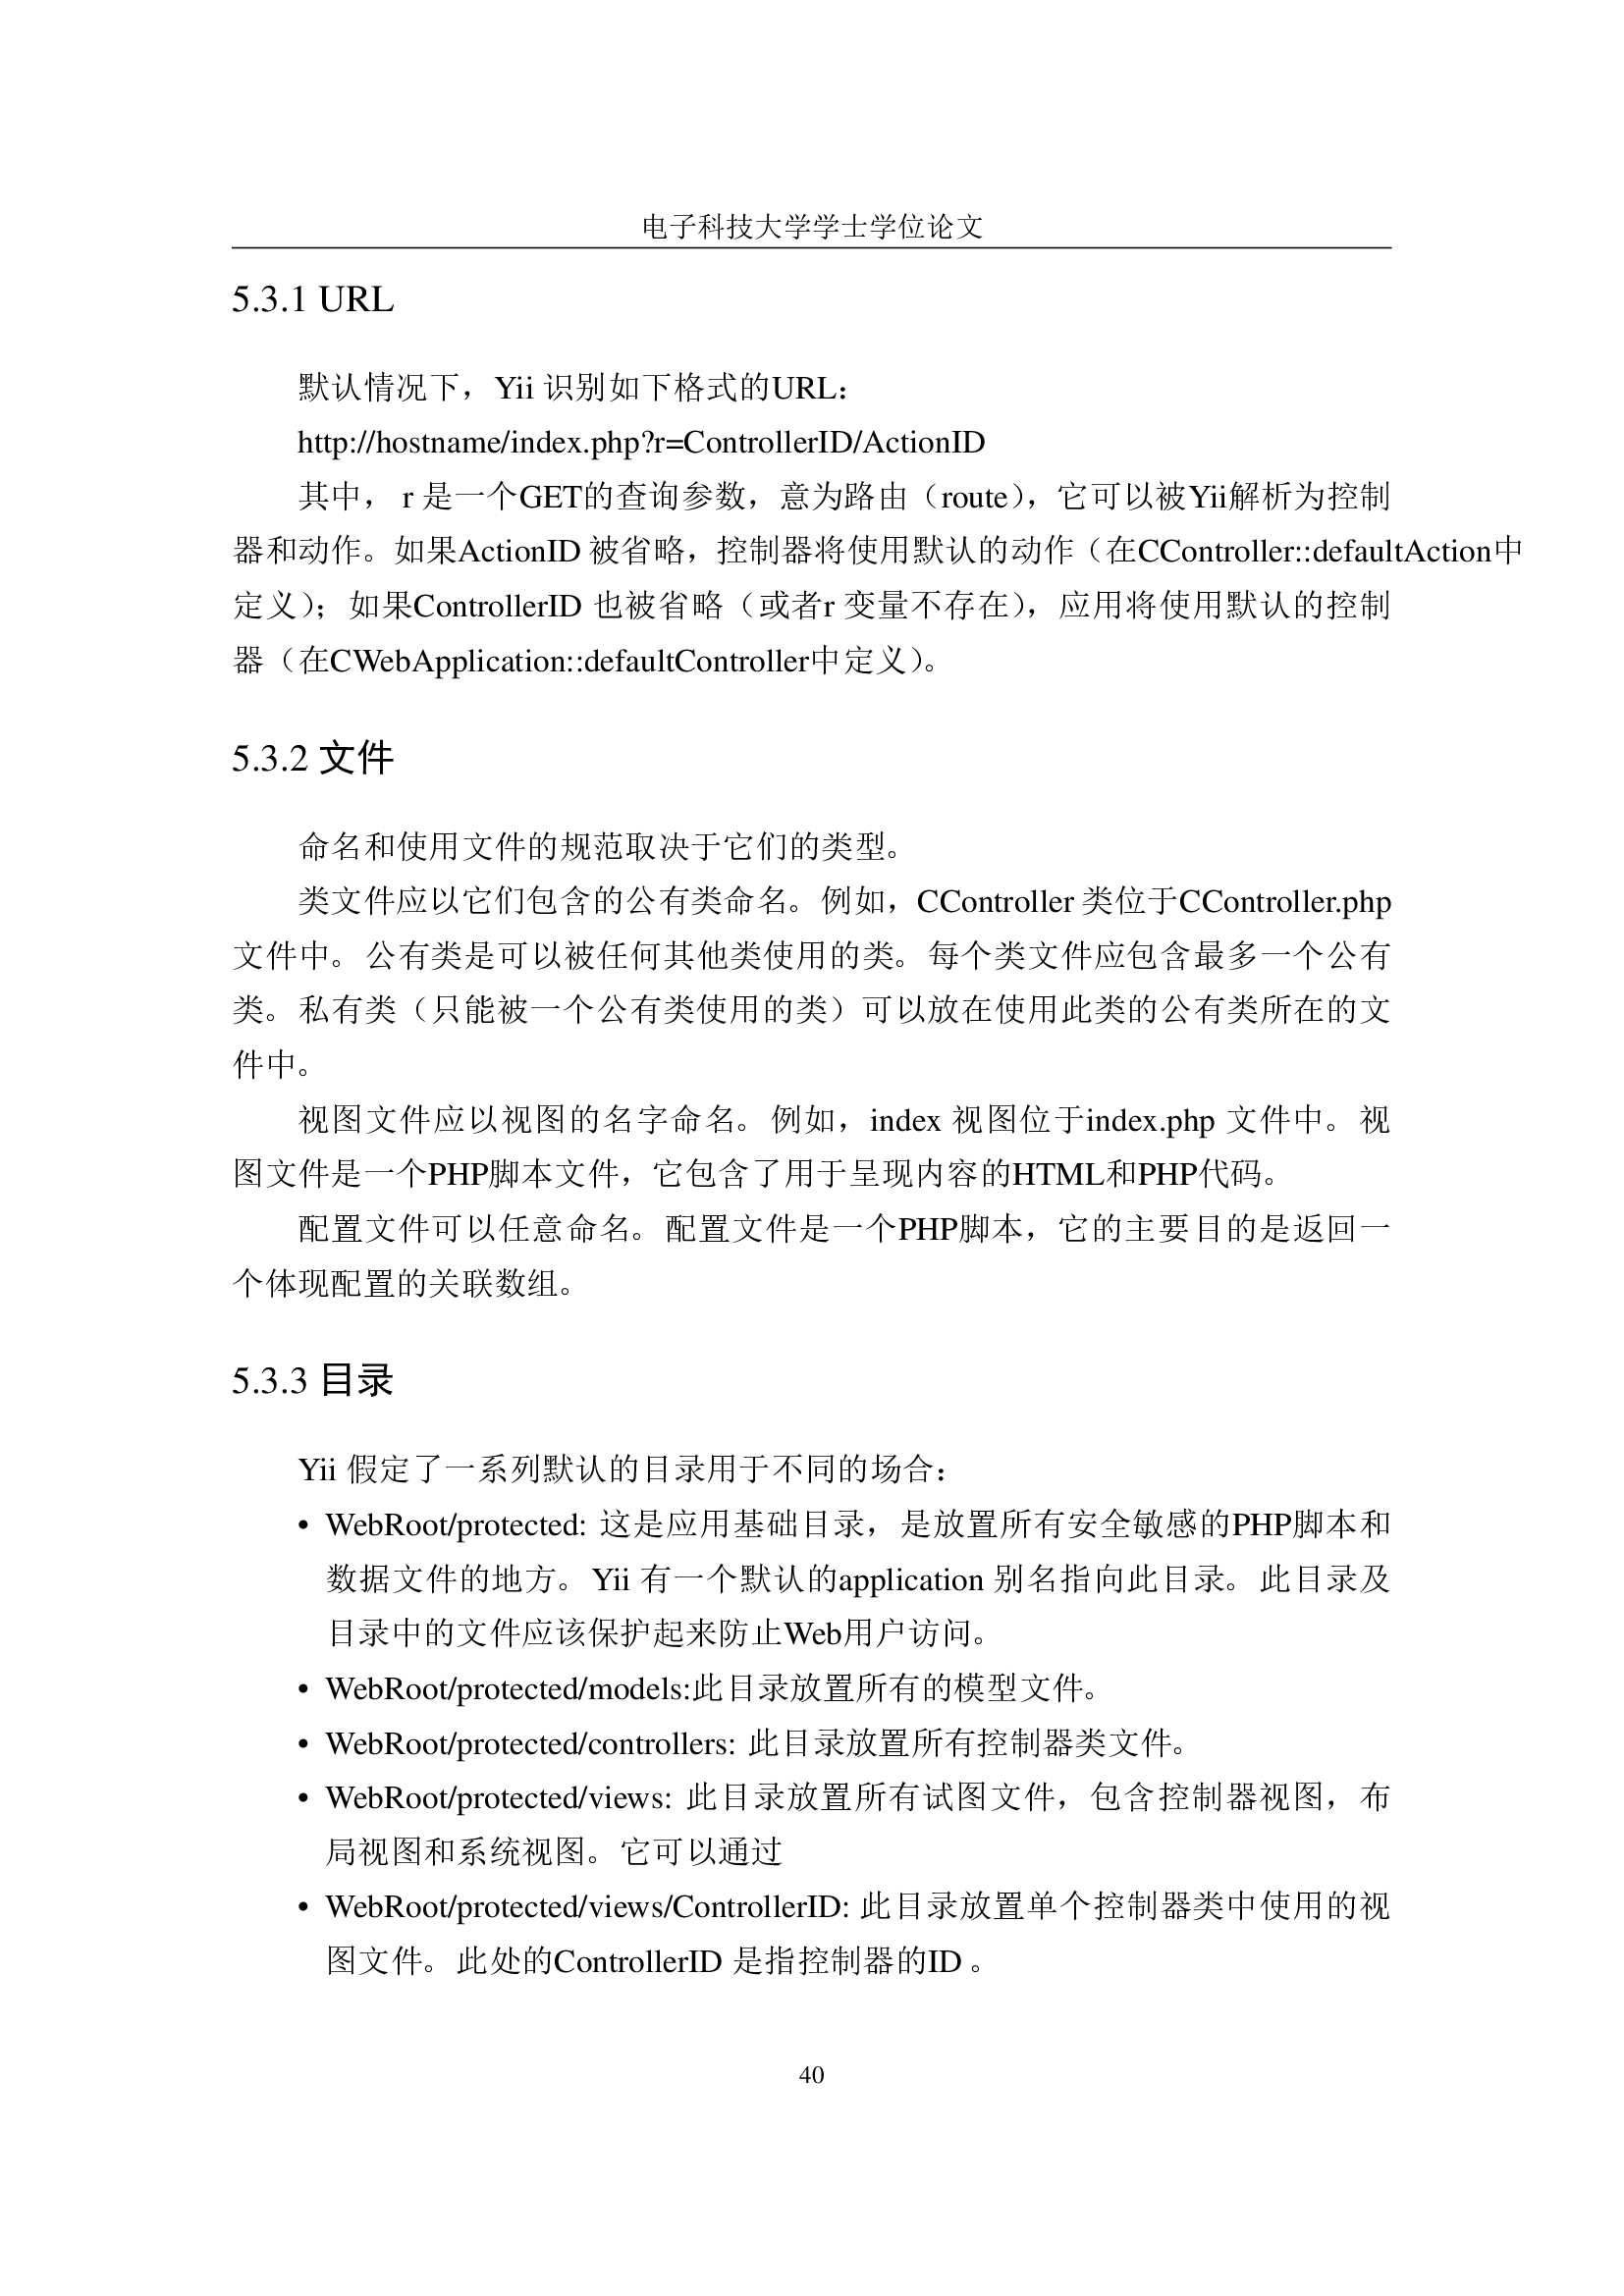 电子科技大学学士学位论文
5.3.1 URL
默认情况下，Yii 识别如下格式的URL：
http://hostname/index.php?r=ControllerID/ActionID
其中， r 是一个GET的查询参数，意为路由（route），它可以被Yii解析为控制
器和动作。如果ActionID 被省略，控制器将使用默认的动作（在CController::defaultAction中
定义）；如果ControllerID 也被省略（或者r 变量不存在），应用将使用默认的控制
器（在CWebApplication::defaultController中定义）。
5.3.2 文件
命名和使用文件的规范取决于它们的类型。
类文件应以它们包含的公有类命名。例如，CController 类位于CController.php
文件中。公有类是可以被任何其他类使用的类。每个类文件应包含最多一个公有
类。私有类（只能被一个公有类使用的类）可以放在使用此类的公有类所在的文
件中。
视图文件应以视图的名字命名。例如，index 视图位于index.php 文件中。视
图文件是一个PHP脚本文件，它包含了用于呈现内容的HTML和PHP代码。
配置文件可以任意命名。配置文件是一个PHP脚本，它的主要目的是返回一
个体现配置的关联数组。
5.3.3 目录
Yii 假定了一系列默认的目录用于不同的场合：
• WebRoot/protected: 这是应用基础目录，是放置所有安全敏感的PHP脚本和
数据文件的地方。Yii 有一个默认的application 别名指向此目录。此目录及
目录中的文件应该保护起来防止Web用户访问。
• WebRoot/protected/models:此目录放置所有的模型文件。
• WebRoot/protected/controllers: 此目录放置所有控制器类文件。
• WebRoot/protected/views: 此目录放置所有试图文件，包含控制器视图，布
局视图和系统视图。它可以通过
• WebRoot/protected/views/ControllerID: 此目录放置单个控制器类中使用的视
图文件。此处的ControllerID 是指控制器的ID 。
40